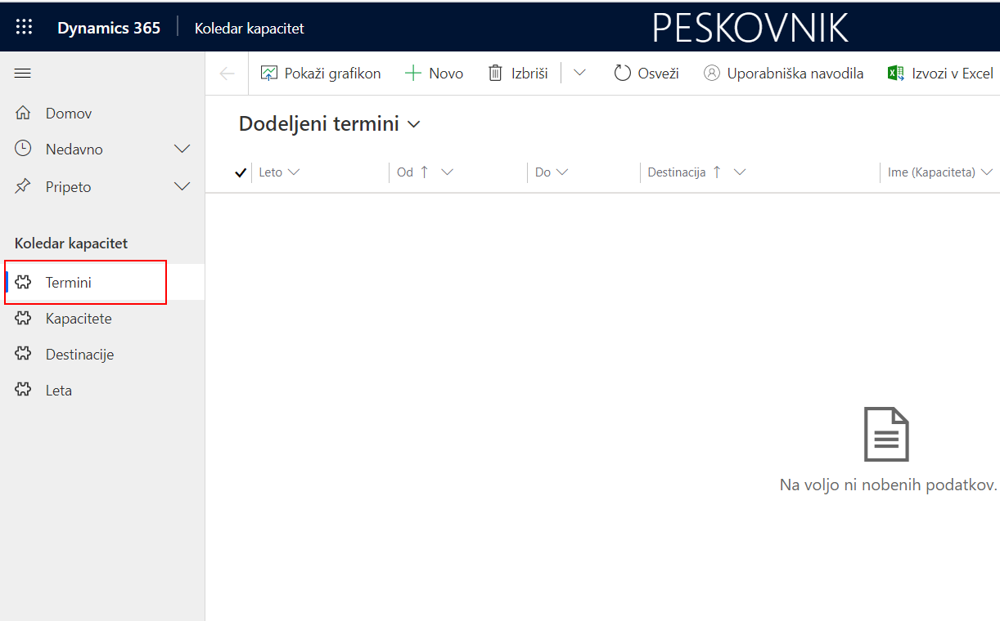 Dynamics 365 Koledar kapacitet PESKOVNIK
Pokaži grafikon Novo Izbriši Osveži Uporabniška navodila Izvozi v Excel
Domov
Nedavno
Pripeto
Koledar kapacitet
Termini
Kapacitete
Destinacije
Leta
Dodeljeni termini
Leto Od Do Destinacija Ime (Kapaciteta)
Na voljo ni nobenih podatkov.